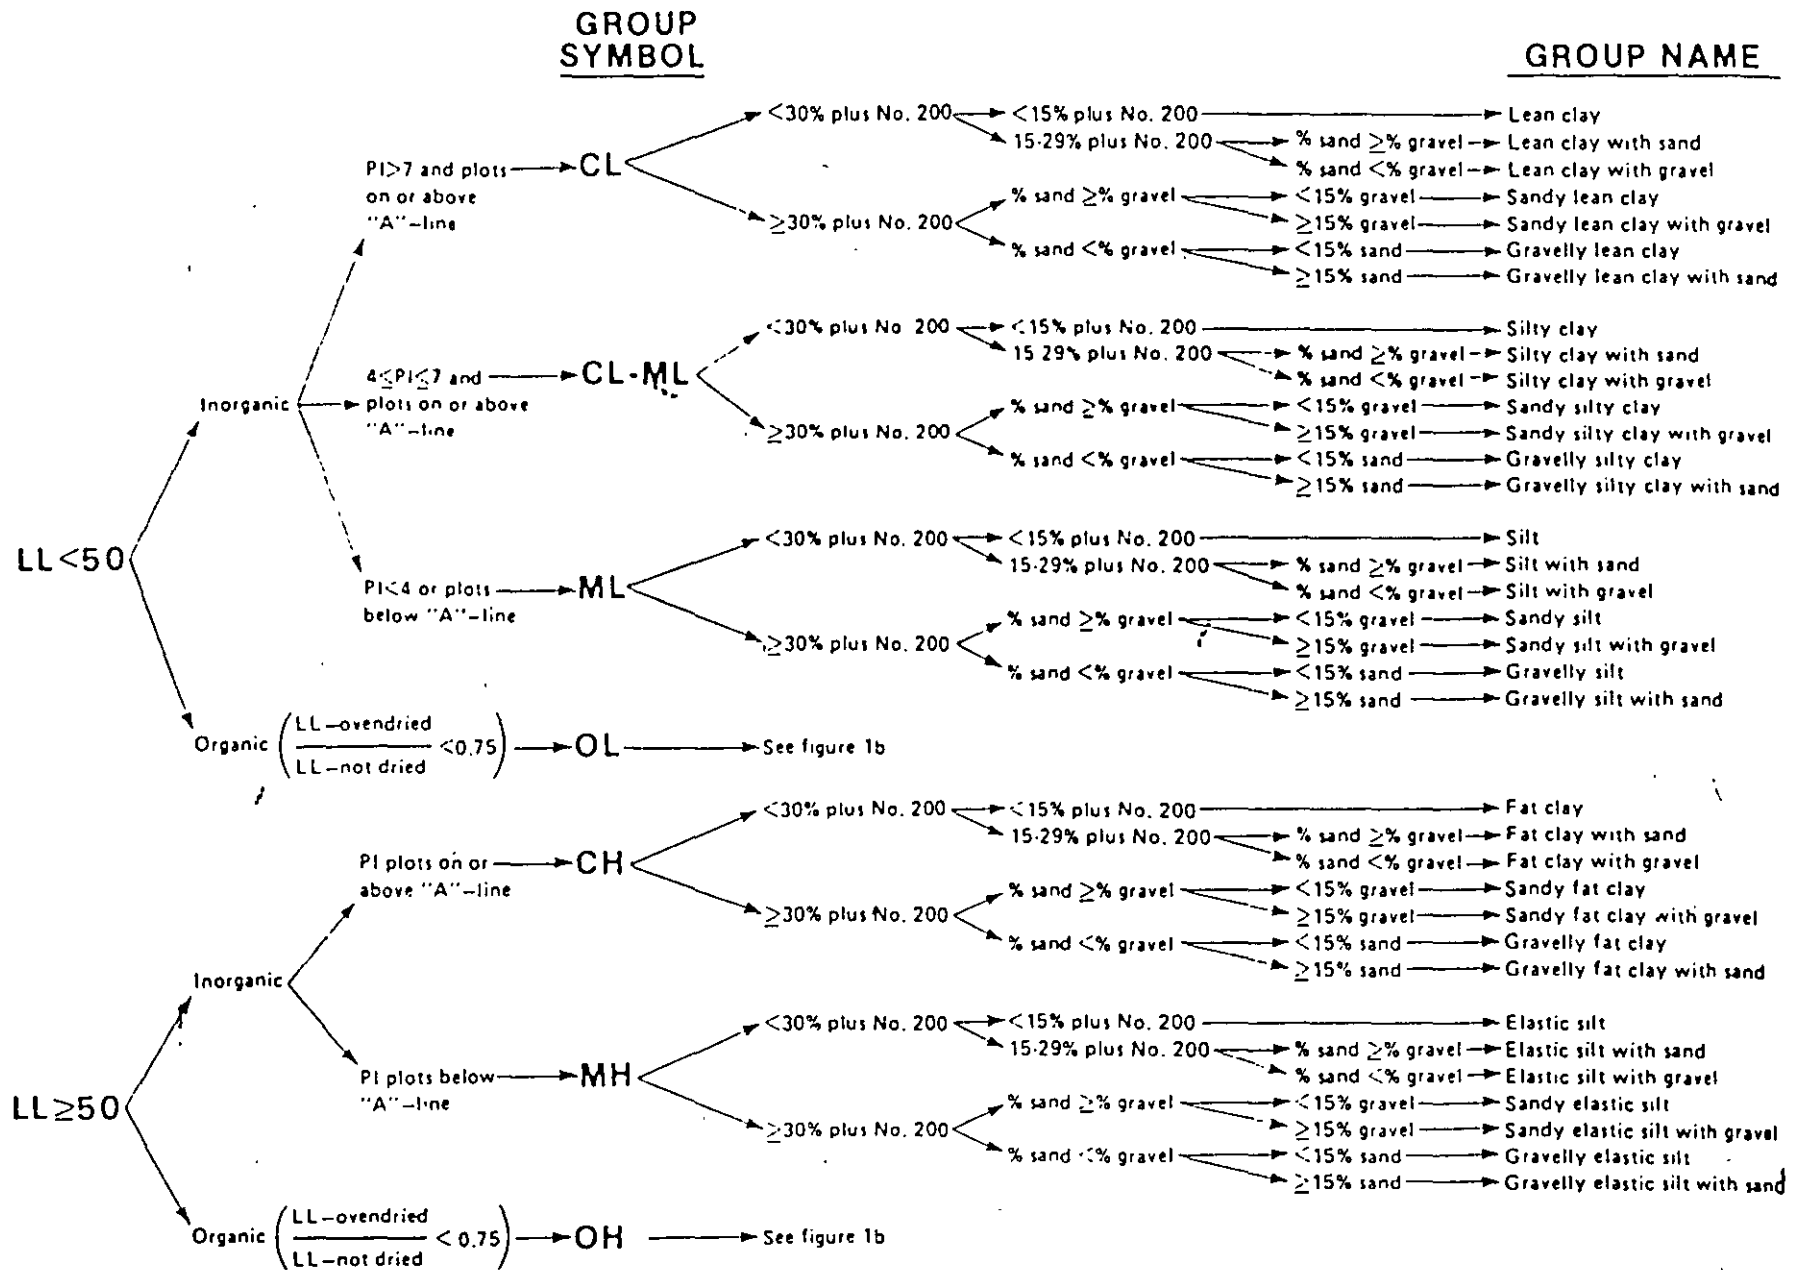 GROUP
SYMBOL
GROUP NAME
<30% plus No. 200
<15% plus No. 200
Lean clay
15-29% plus No. 200
% sand ≥% gravel
Lean clay with sand
% sand <% gravel
Lean clay with gravel
PI>7 and plots
on or above
"A"-line
CL
≥30% plus No. 200
% sand ≥% gravel
<15% gravel
Sandy lean clay
≥15% gravel
Sandy lean clay with gravel
% sand <% gravel
<15% sand
Gravelly lean clay
≥15% sand
Gravelly lean clay with sand
<30% plus No 200
<15% plus No. 200
Silty clay
15 29% plus No. 200
% sand ≥% gravel
Silty clay with sand
% sand <% gravel
Silty clay with gravel
Inorganic
4≤PI≤7 and
plots on or above
"A"-line
CL-ML
≥30% plus No. 200
% sand ≥% gravel
<15% gravel
Sandy silty clay
≥15% gravel
Sandy silty clay with gravel
% sand <% gravel
<15% sand
Gravelly silty clay
≥15% sand
Gravelly silty clay with sand
LL<50
<30% plus No. 200
<15% plus No. 200
Silt
15-29% plus No. 200
% sand ≥% gravel
Silt with sand
% sand <% gravel
Silt with gravel
PI<4 or plots
below "A"-line
ML
≥30% plus No. 200
% sand ≥% gravel
<15% gravel
Sandy silt
≥15% gravel
Sandy silt with gravel
% sand <% gravel
<15% sand
Gravelly silt
≥15% sand
Gravelly silt with sand
Organic (LL-ovendried
LL-not dried <0.75)
OL
See figure 1b
<30% plus No. 200
<15% plus No. 200
Fat clay
15-29% plus No. 200
% sand ≥% gravel
Fat clay with sand
% sand <% gravel
Fat clay with gravel
PI plots on or
above "A"-line
CH
≥30% plus No. 200
% sand ≥% gravel
<15% gravel
Sandy fat clay
≥15% gravel
Sandy fat clay with gravel
% sand <% gravel
<15% sand
Gravelly fat clay
≥15% sand
Gravelly fat clay with sand
Inorganic
<30% plus No. 200
<15% plus No. 200
Elastic silt
15-29% plus No. 200
% sand ≥% gravel
Elastic silt with sand
% sand <% gravel
Elastic silt with gravel
PI plots below
"A"-line
MH
LL≥50
≥30% plus No. 200
% sand ≥% gravel
<15% gravel
Sandy elastic silt
≥15% gravel
Sandy elastic silt with gravel
% sand <% gravel
<15% sand
Gravelly elastic silt
≥15% sand
Gravelly elastic silt with sand
Organic (LL-ovendried
LL-not dried < 0.75)
OH
See figure 1b